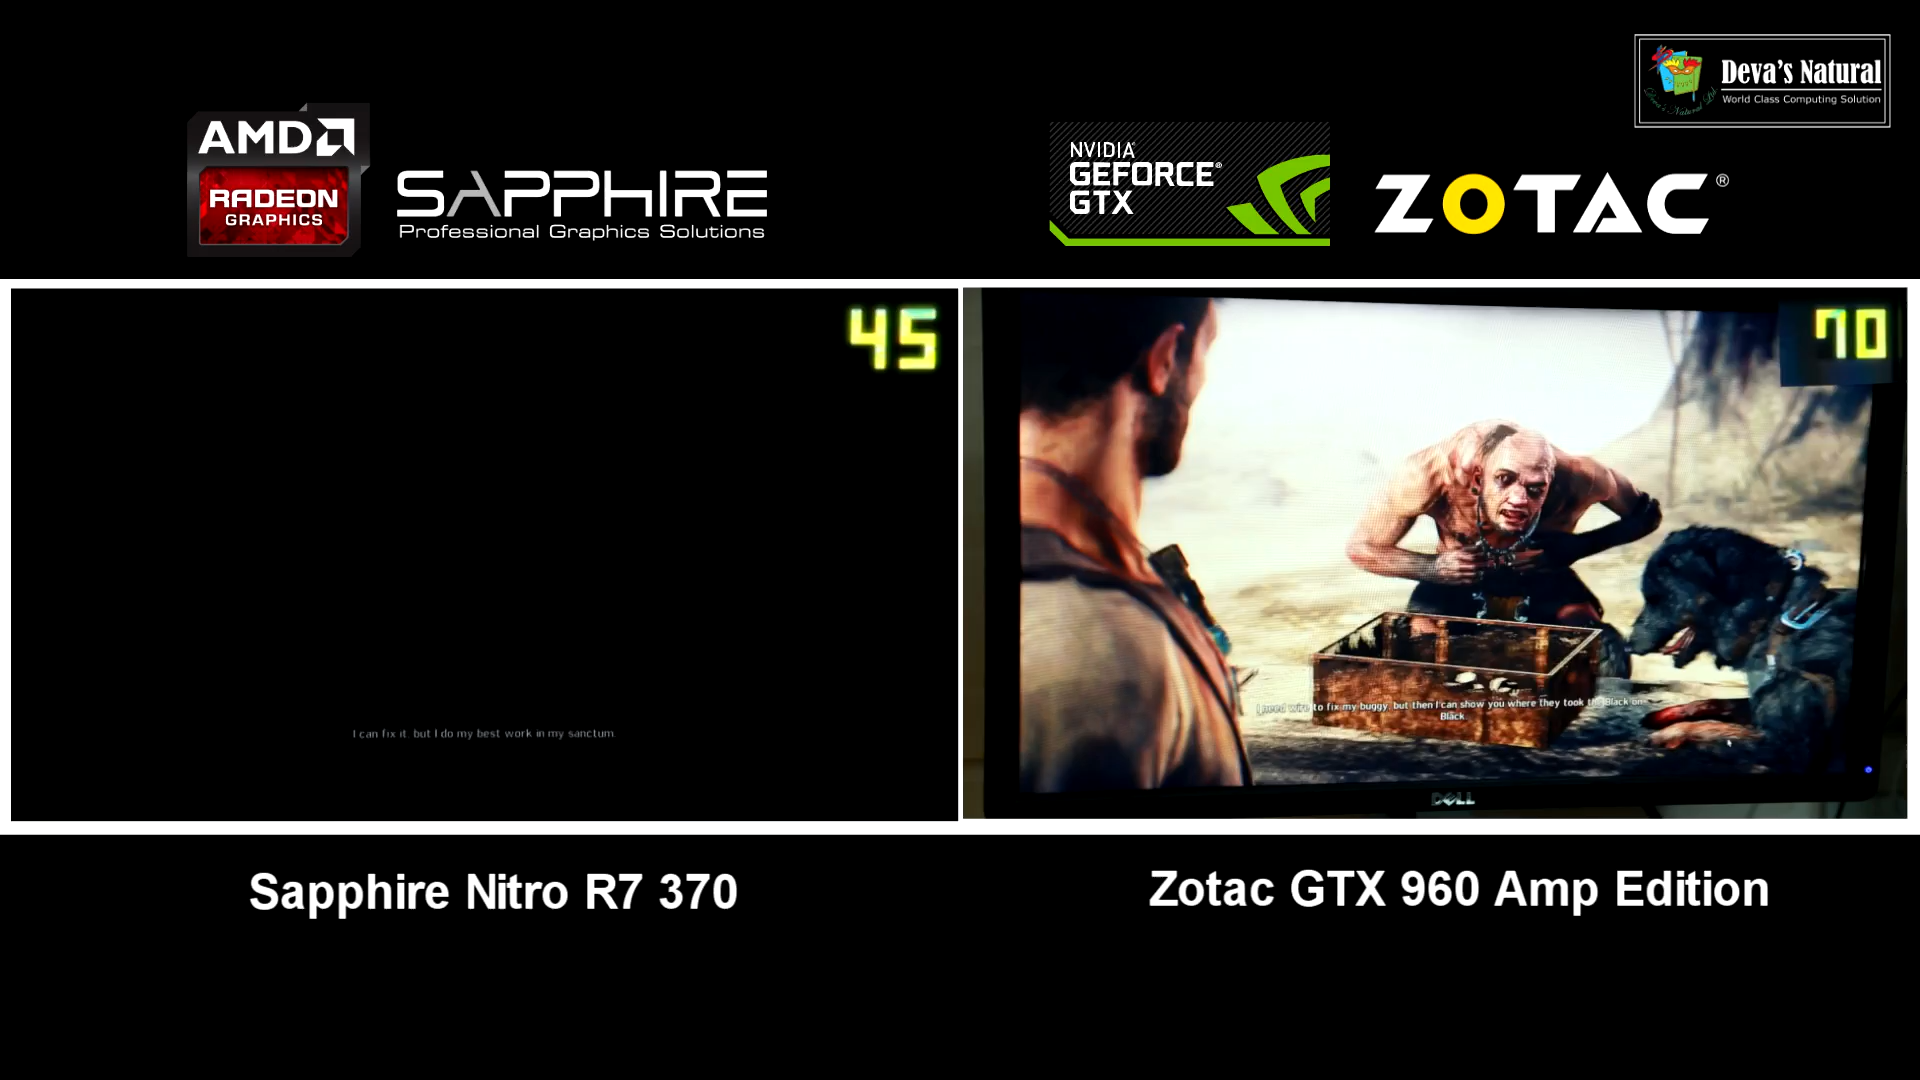 Deva's Natural
World Class Computing Solution
AMD
RADEON
GRAPHICS
SAPPHIRE
Professional Graphics Solutions
NVIDIA
GEFORCE®
GTX
ZOTAC®
45
70
I can fix it, but I do my best work in my sanctum.
I need wire to fix my buggy, but then I can show you where they took the Black on
Black.
DELL
Sapphire Nitro R7 370
Zotac GTX 960 Amp Edition